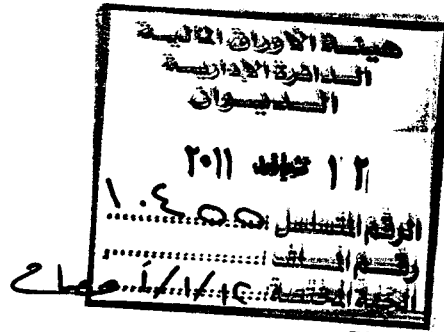 هيئة الأوراق المالية
الدائرة الإدارية
الديوان
١٢ ٢٠١١
الرقم المتسلسل: ١٠٤٥٥
رقم الملف:
الجهة المختصة: